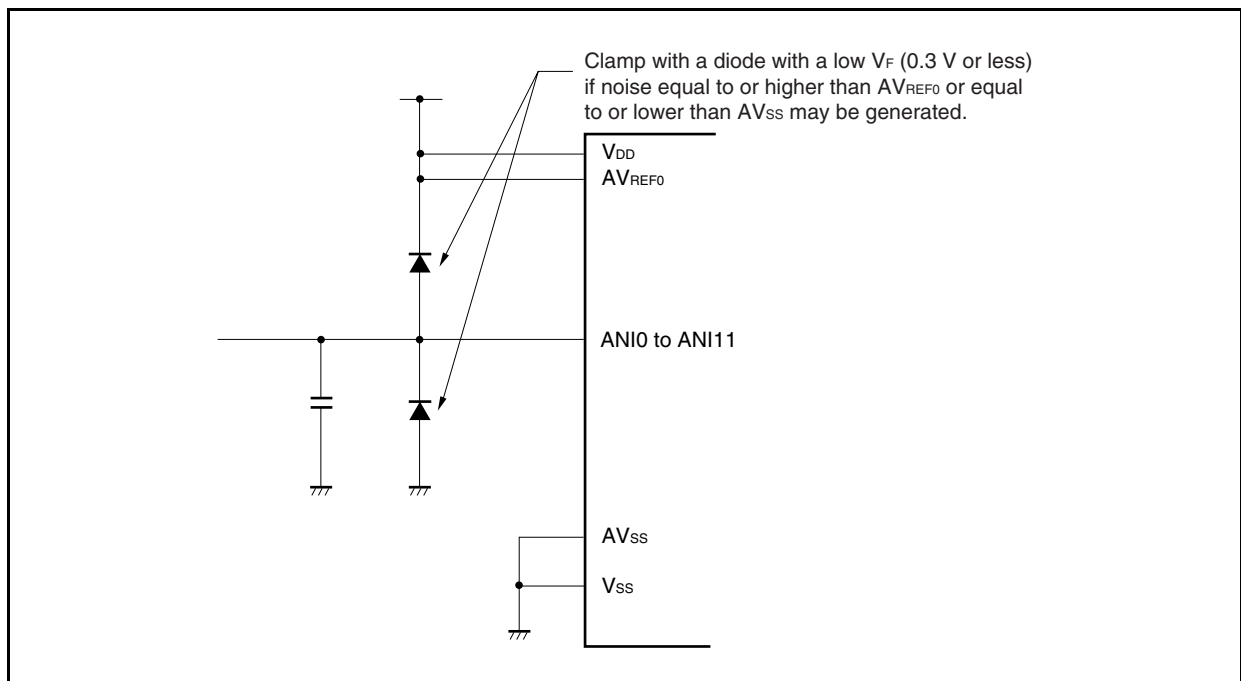 Clamp with a diode with a low VF (0.3 V or less)
if noise equal to or higher than AVREF0 or equal
to or lower than AVSS may be generated.
VDD
AVREF0
ANI0 to ANI11
AVSS
VSS